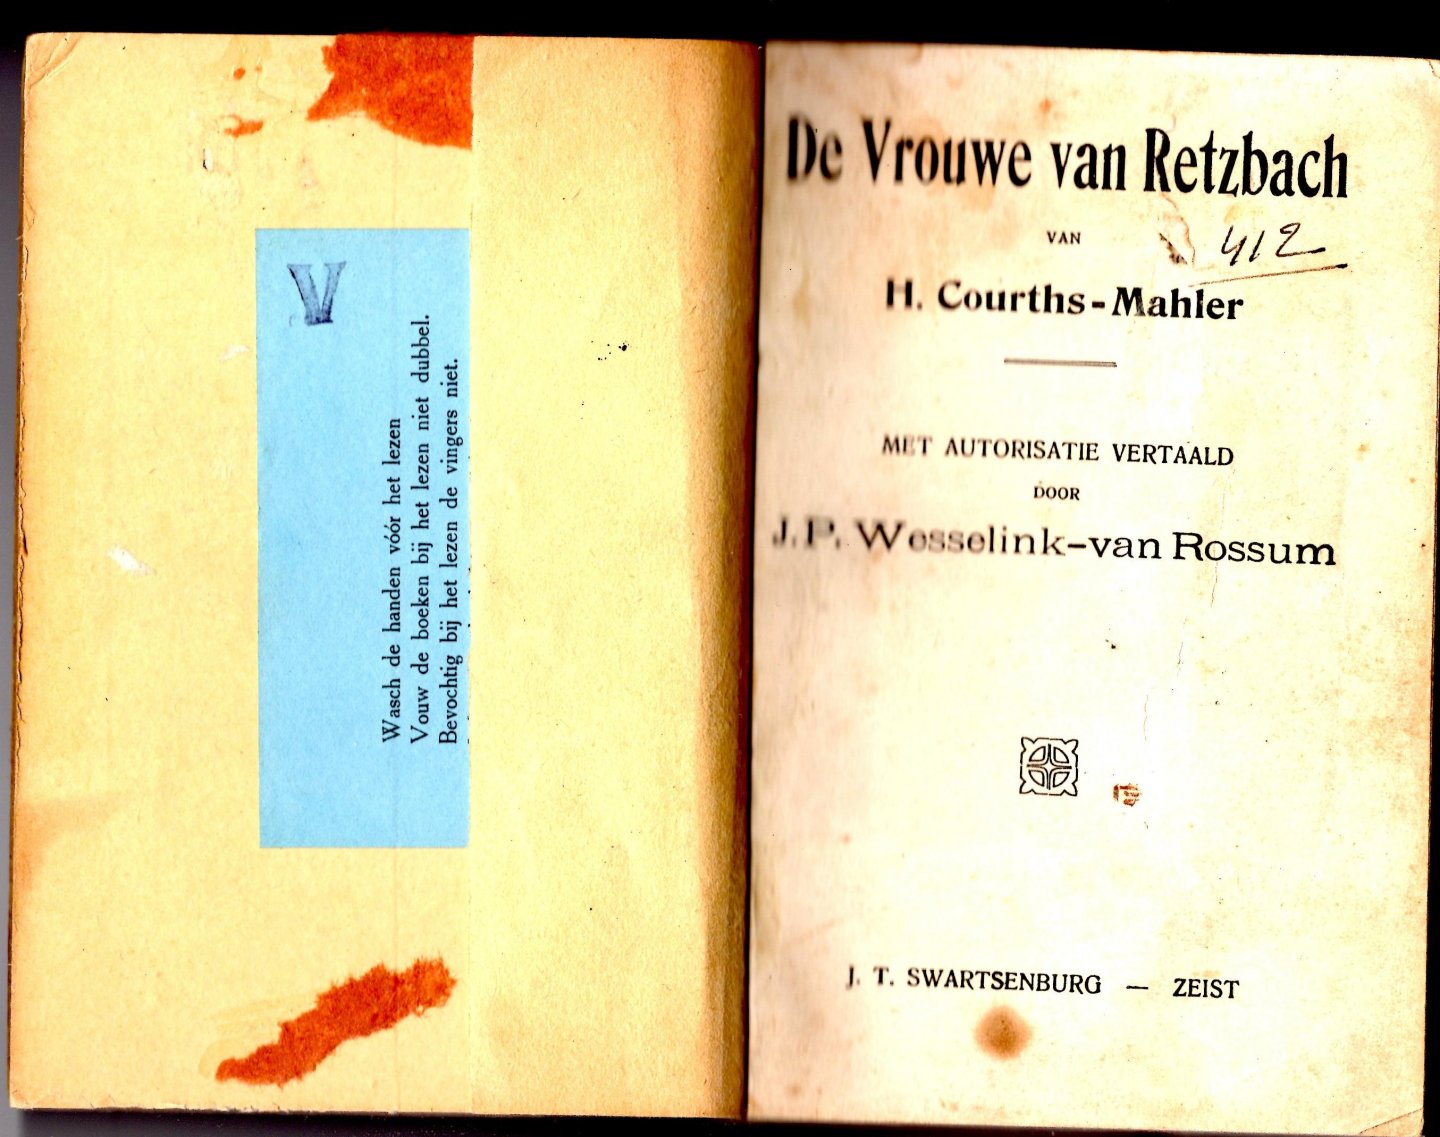 V
Wasch de handen vóór het lezen
Vouw de boeken bij het lezen niet dubbel.
Bevochtig bij het lezen de vingers niet.
De Vrouwe van Retzbach
VAN
412
H. Courths-Mahler
MET AUTORISATIE VERTAALD
DOOR
J. P. Wesselink-van Rossum
J. T. SWARTSENBURG — ZEIST